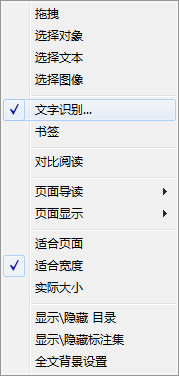 拖拽
选择对象
选择文本
选择图像
文字识别...
书签
对比阅读
页面导读
页面显示
适合页面
适合宽度
实际大小
显示\隐藏 目录
显示\隐藏标注集
全文背景设置